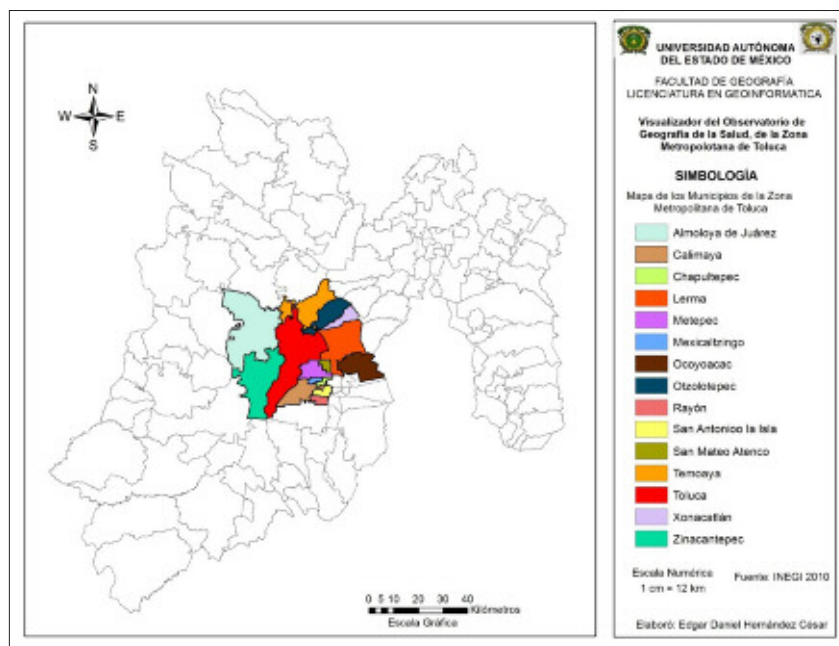 N
W
E
S
0 5 10 20 30 40
Kilómetros
Escala Gráfica
UNIVERSIDAD AUTÓNOMA
DEL ESTADO DE MÉXICO
FACULTAD DE GEOGRAFÍA
LICENCIATURA EN GEOINFORMATICA
Visualizador del Observatorio de
Geografía de la Salud, de la Zona
Metropolotana de Toluca
SIMBOLOGÍA
Mapa de los Municipios de la Zona
Metropolitana de Toluca
Almoloya de Juárez
Calimaya
Chapultepec
Lerma
Metepec
Mexicaltzingo
Ocoyoacac
Otzolotepec
Rayón
San Antonioo la Isla
San Mateo Atenco
Temoaya
Toluca
Xonacatlán
Zinacantepec
Escala Numérica
1 cm = 12 km
Fuente: INEGI 2010
Elaboró: Edgar Daniel Hernández César